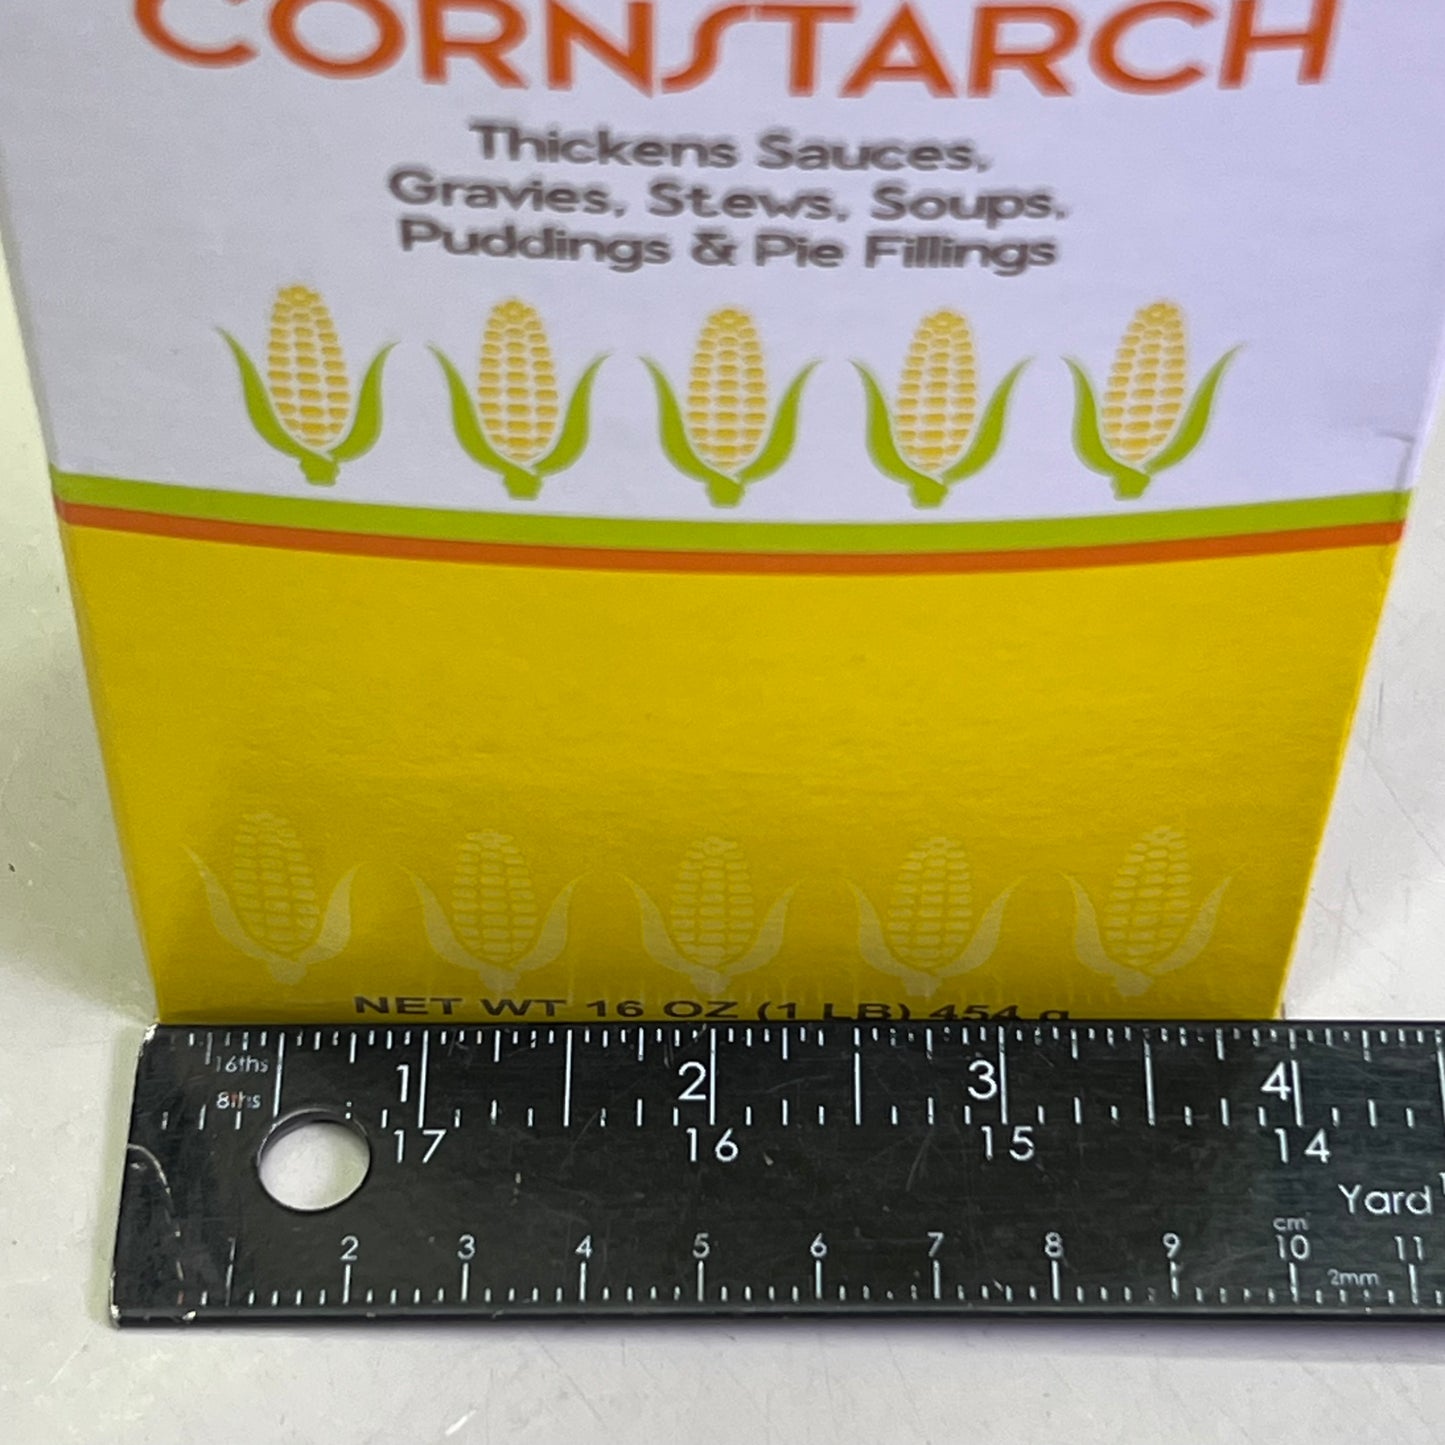 CORNSTARCH
Thickens Sauces,
Gravies, Stews, Soups,
Puddings & Pie Fillings
NET WT 16 OZ (1 LB) 454 g
16ths
8ths
1 2 3 4
17 16 15 14
Yard
cm
2 3 4 5 6 7 8 9 10 11
2mm